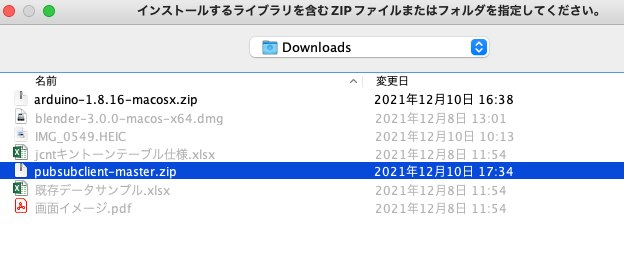 インストールするライブラリを含むZIPファイルまたはフォルダを指定してください。
Downloads
名前 変更日
arduino-1.8.16-macosx.zip 2021年12月10日 16:38
blender-3.0.0-macos-x64.dmg 2021年12月8日 13:01
IMG_0549.HEIC 2021年12月10日 10:13
jcntキントーンテーブル仕様.xlsx 2021年12月8日 11:54
pubsubclient-master.zip 2021年12月10日 17:34
既存データサンプル.xlsx 2021年12月8日 11:54
画面イメージ.pdf 2021年12月8日 11:54